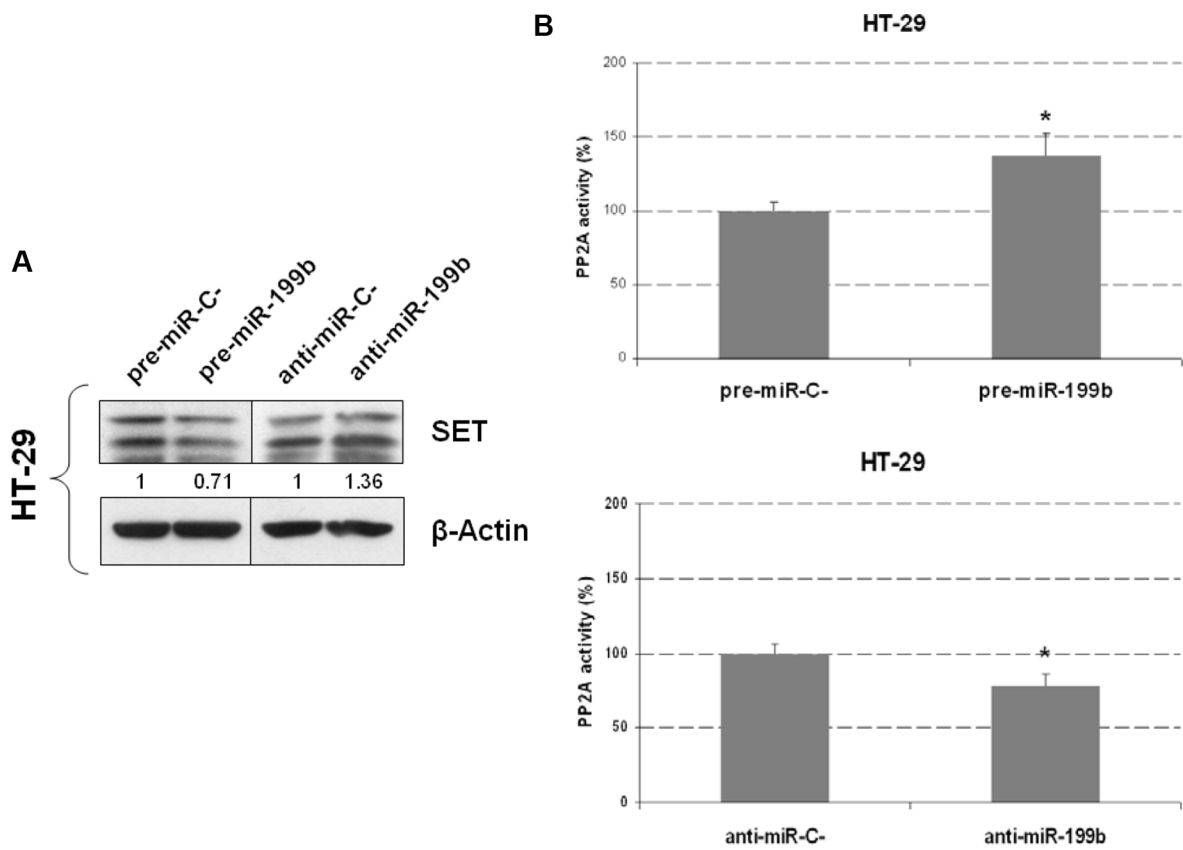 A
pre-miR-C-
pre-miR-199b
anti-miR-C-
anti-miR-199b
HT-29
SET
1 0.71 1 1.36
β-Actin
B
HT-29
PP2A activity (%)
200
150
100
50
0
*
pre-miR-C- pre-miR-199b
HT-29
PP2A activity (%)
200
150
100
50
0
*
anti-miR-C- anti-miR-199b